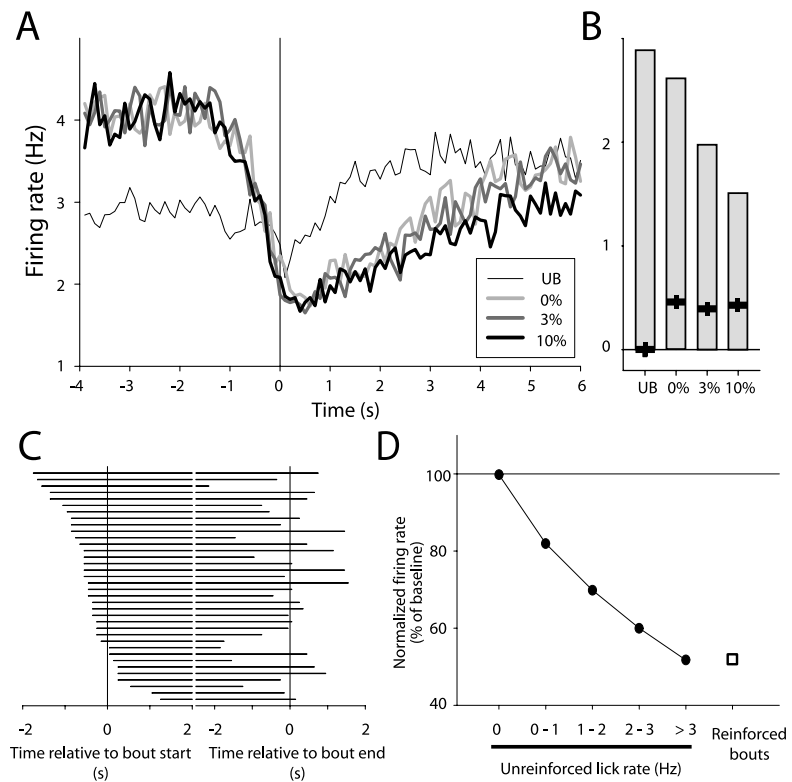 A
Firing rate (Hz)
4
3
2
1
-4 -3 -2 -1 0 1 2 3 4 5 6
Time (s)
UB
0%
3%
10%
B
2
1
0
UB 0% 3% 10%
C
-2 0 2 -2 0 2
Time relative to bout start
(s)
Time relative to bout end
(s)
D
Normalized firing rate
(% of baseline)
100
80
60
40
0 0 - 1 1 - 2 2 - 3 > 3
Unreinforced lick rate (Hz)
Reinforced
bouts